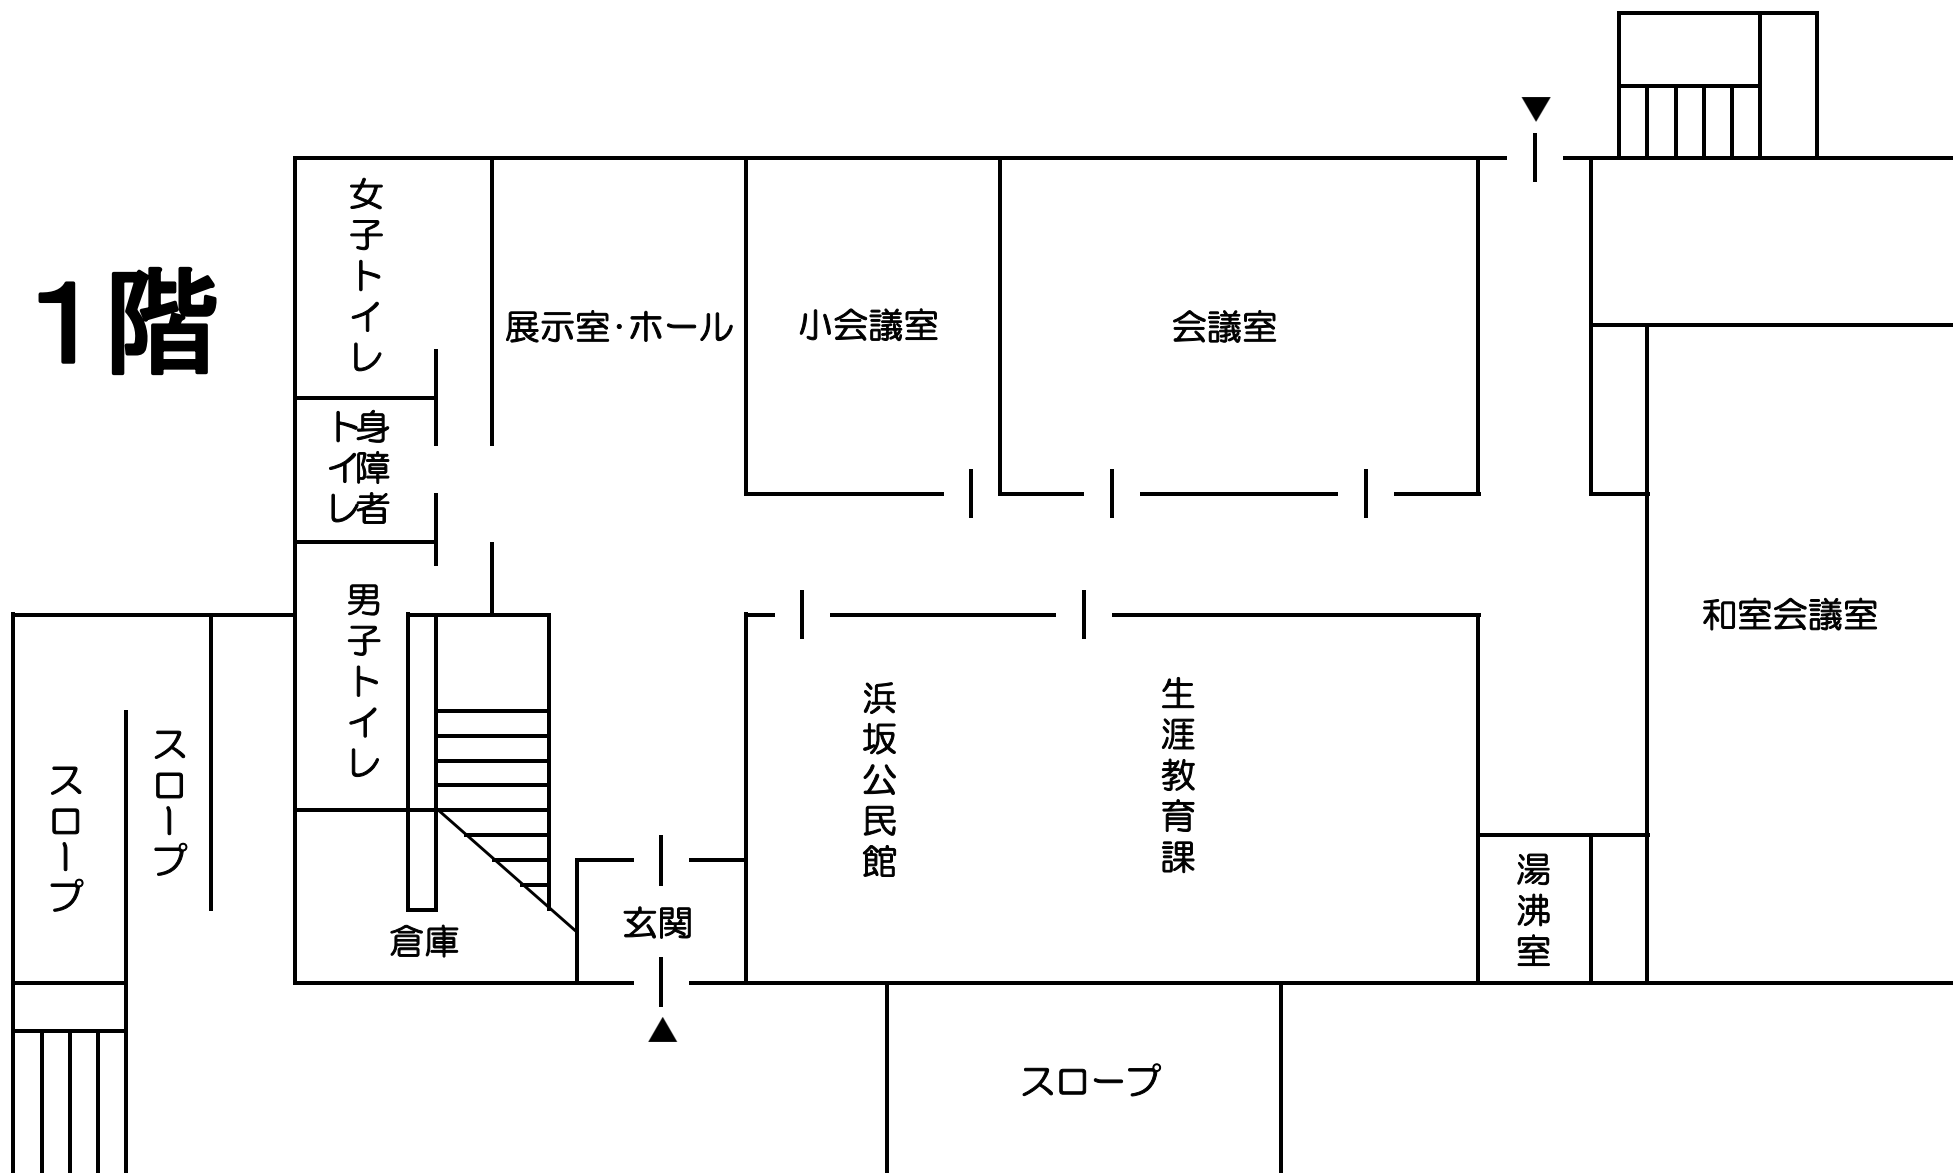 1階
女子トイレ
身障者
トイレ
男子トイレ
展示室・ホール
小会議室
会議室
和室会議室
浜坂公民館
生涯教育課
湯沸室
玄関
倉庫
スロープ
スロープ
スロープ